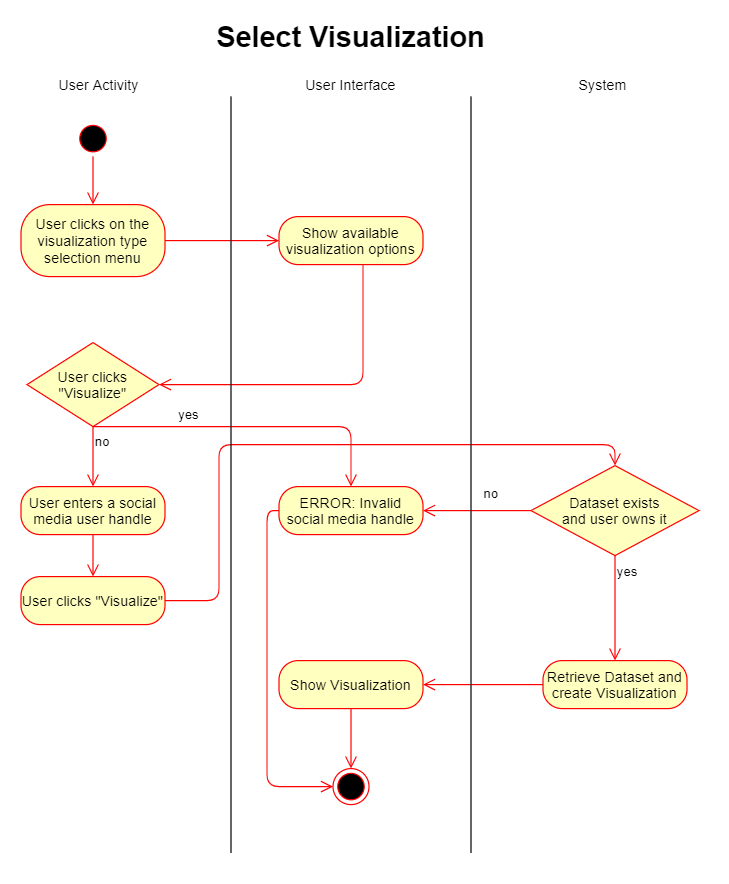 Select Visualization
User Activity
User Interface
System
User clicks on the
visualization type
selection menu
Show available
visualization options
User clicks
"Visualize"
yes
no
User enters a social
media user handle
ERROR: Invalid
social media handle
no
Dataset exists
and user owns it
yes
User clicks "Visualize"
Show Visualization
Retrieve Dataset and
create Visualization